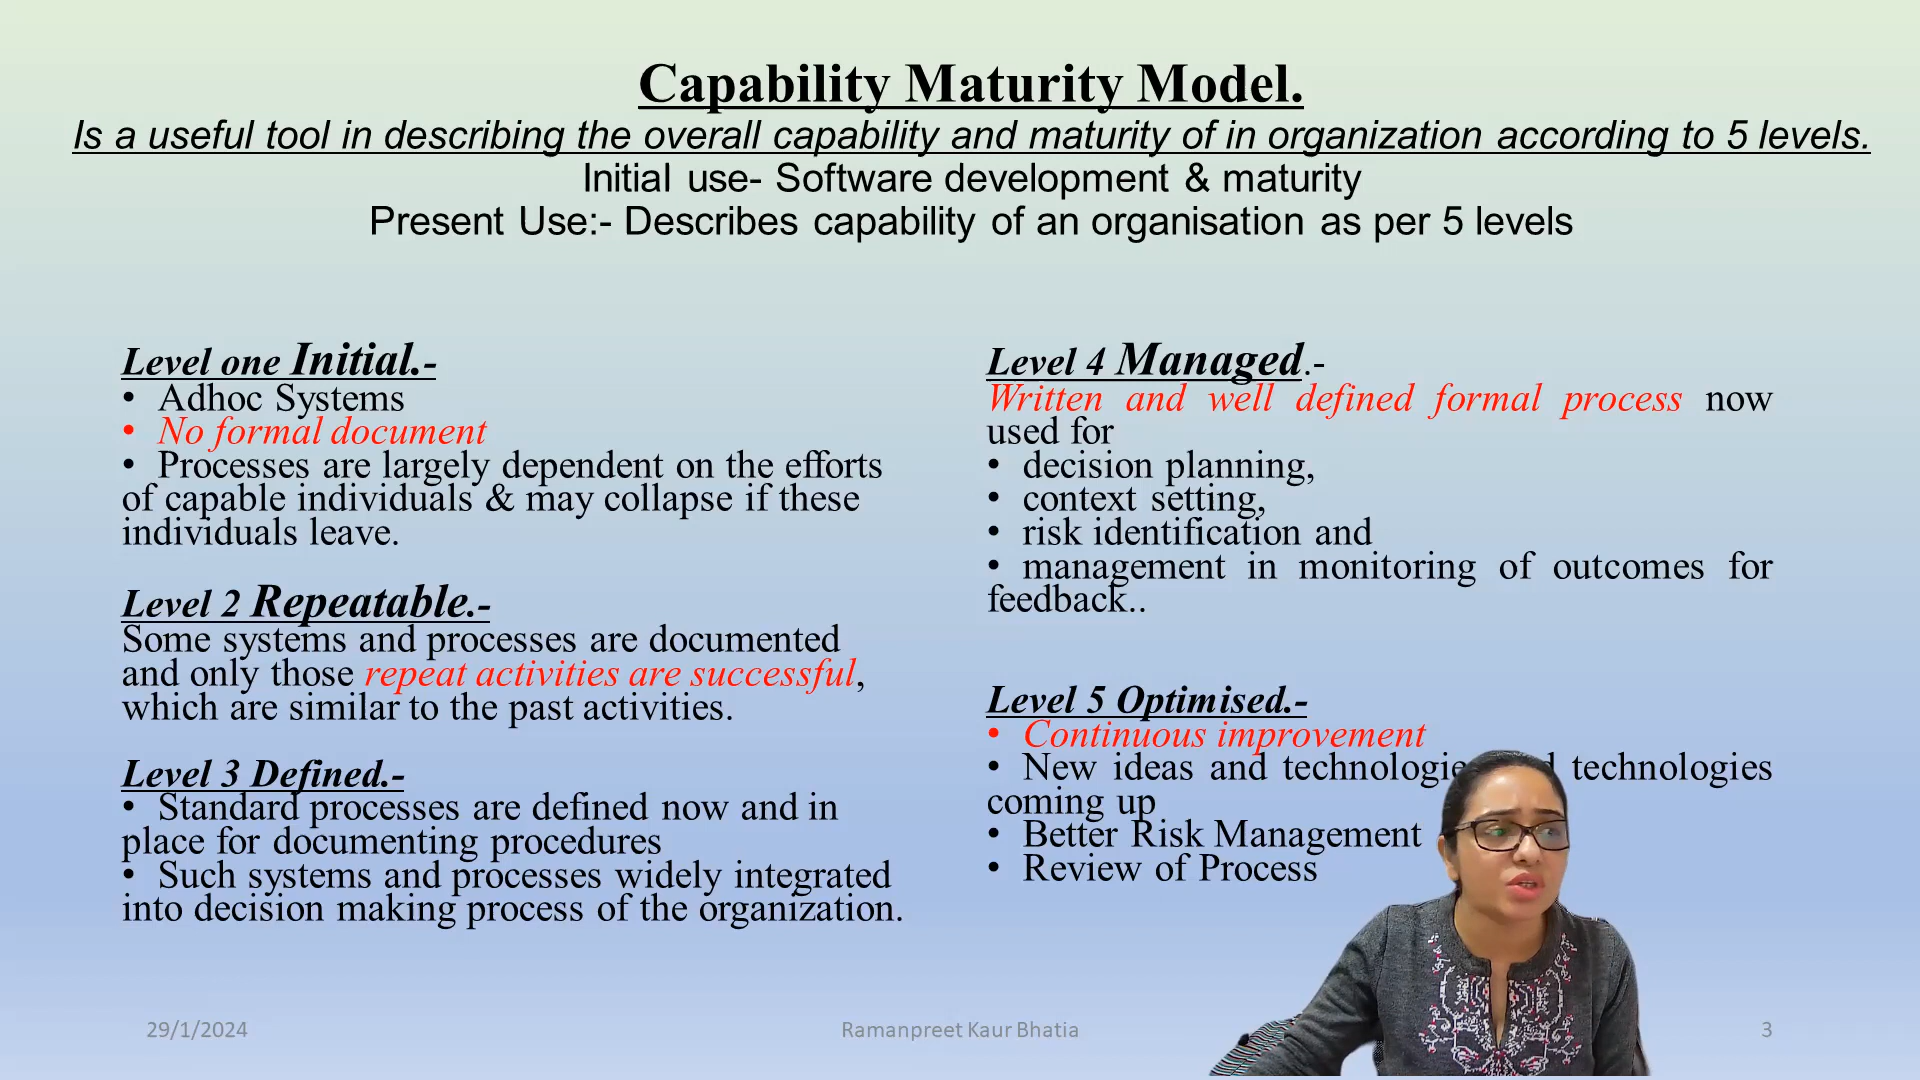 Capability Maturity Model.
Is a useful tool in describing the overall capability and maturity of in organization according to 5 levels.
Initial use- Software development & maturity
Present Use:- Describes capability of an organisation as per 5 levels
Level one Initial.-
• Adhoc Systems
• No formal document
• Processes are largely dependent on the efforts
of capable individuals & may collapse if these
individuals leave.
Level 2 Repeatable.-
Some systems and processes are documented
and only those repeat activities are successful,
which are similar to the past activities.
Level 3 Defined.-
• Standard processes are defined now and in
place for documenting procedures
• Such systems and processes widely integrated
into decision making process of the organization.
Level 4 Managed.-
Written and well defined formal process now
used for
• decision planning,
• context setting,
• risk identification and
• management in monitoring of outcomes for
feedback..
Level 5 Optimised.-
• Continuous improvement
• New ideas and technologies technologies
coming up
• Better Risk Management
• Review of Process
29/1/2024
Ramanpreet Kaur Bhatia
3